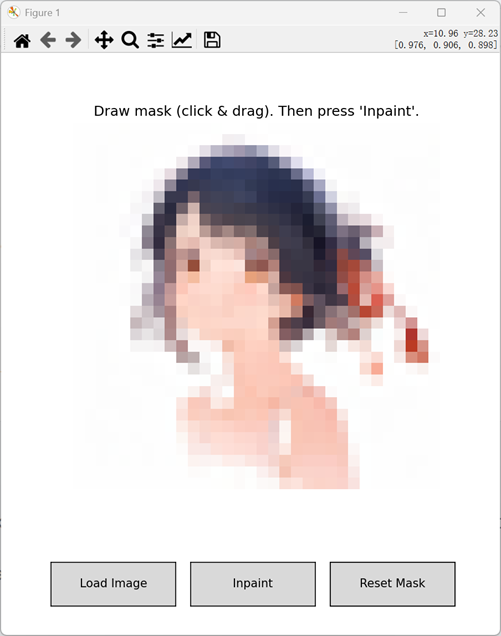 Figure 1
x=10.96 y=28.23
[0.976, 0.906, 0.898]
Draw mask (click & drag). Then press 'Inpaint'.
Load Image
Inpaint
Reset Mask